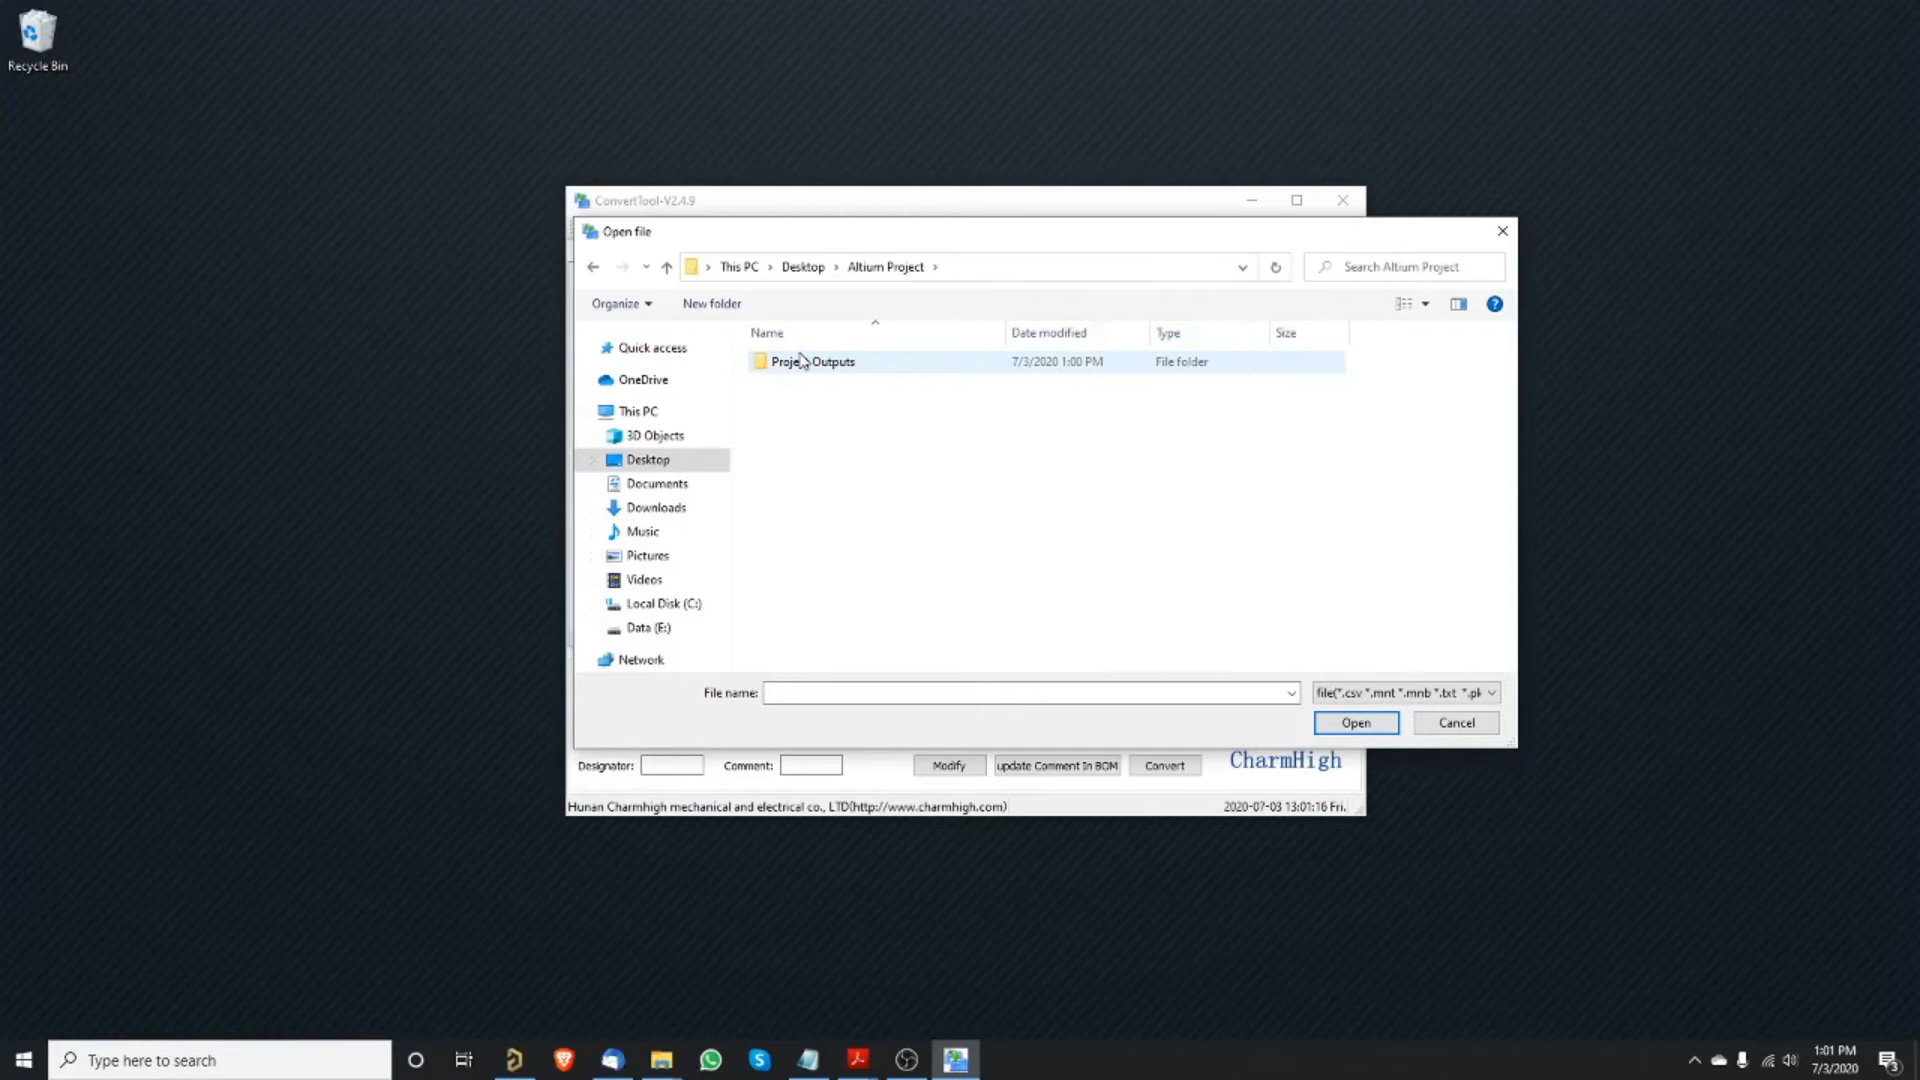 Recycle Bin
ConvertTool-V2.4.9
Open file
This PC > Desktop > Altium Project >
Search Altium Project
Organize
New folder
Name
Date modified
Type
Size
Project Outputs
7/3/2020 1:00 PM
File folder
Quick access
OneDrive
This PC
3D Objects
Desktop
Documents
Downloads
Music
Pictures
Videos
Local Disk (C:)
Data (E:)
Network
File name:
file(*.csv *.mnt *.mnb *.txt *.pk
Open
Cancel
Designator:
Comment:
Modify
update Comment In BOM
Convert
CharmHigh
Hunan Charmhigh mechanical and electrical co., LTD(http://www.charmhigh.com)
2020-07-03 13:01:16 Fri.
Type here to search
1:01 PM
7/3/2020
3